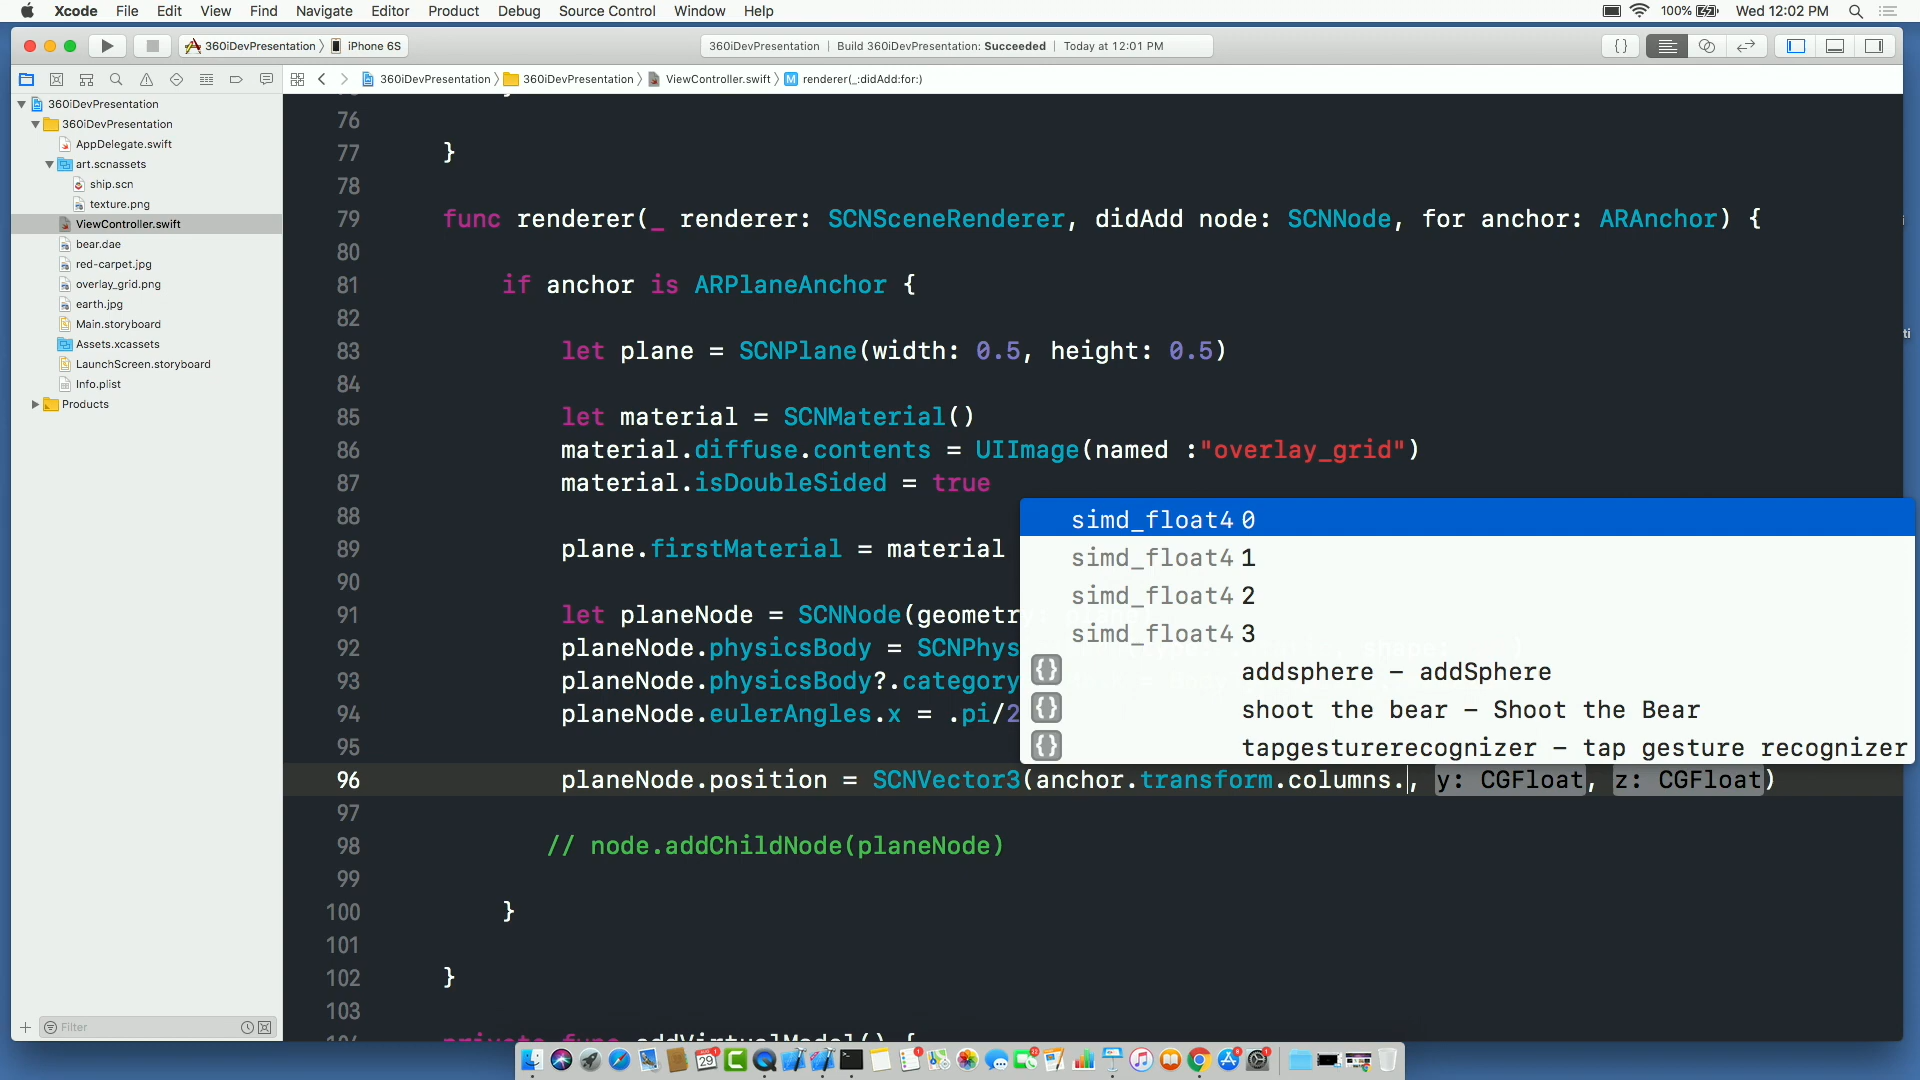 Xcode File Edit View Find Navigate Editor Product Debug Source Control Window Help 100% Wed 12:02 PM
360iDevPresentation iPhone 6S 360iDevPresentation | Build 360iDevPresentation: Succeeded | Today at 12:01 PM {}
360iDevPresentation 360iDevPresentation ViewController.swift M renderer(_:didAdd:for:)
360iDevPresentation
360iDevPresentation
AppDelegate.swift
art.scnassets
ship.scn
texture.png
ViewController.swift
bear.dae
red-carpet.jpg
overlay_grid.png
earth.jpg
Main.storyboard
Assets.xcassets
LaunchScreen.storyboard
Info.plist
Products
Filter
76
77 }
78
79 func renderer(_ renderer: SCNSceneRenderer, didAdd node: SCNNode, for anchor: ARAnchor) {
80
81 if anchor is ARPlaneAnchor {
82
83 let plane = SCNPlane(width: 0.5, height: 0.5)
84
85 let material = SCNMaterial()
86 material.diffuse.contents = UIImage(named :"overlay_grid")
87 material.isDoubleSided = true
88
89 plane.firstMaterial = material
90
91 let planeNode = SCNNode(geometry
92 planeNode.physicsBody = SCNPhys
93 planeNode.physicsBody?.category
94 planeNode.eulerAngles.x = .pi/2
95
96 planeNode.position = SCNVector3(anchor.transform.columns., y: CGFloat, z: CGFloat)
97
98 // node.addChildNode(planeNode)
99
100 }
101
102 }
103
simd_float4 0
simd_float4 1
simd_float4 2
simd_float4 3
{} addsphere – addSphere
{} shoot the bear – Shoot the Bear
{} tapgesturerecognizer – tap gesture recognizer
29